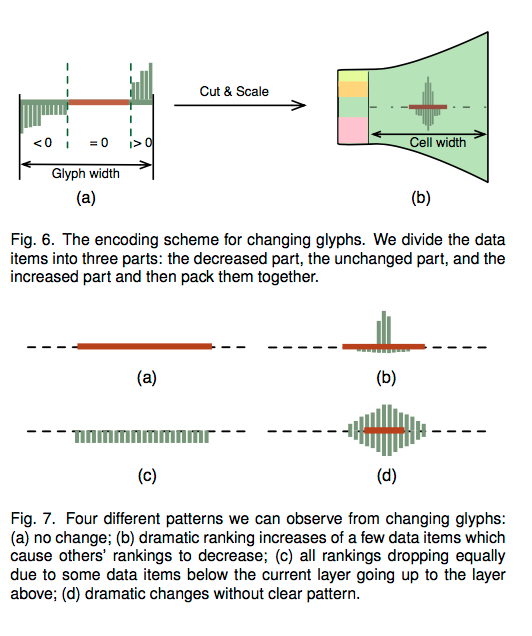 Cut & Scale
<0 =0 >0
Glyph width
Cell width
(a) (b)
Fig. 6. The encoding scheme for changing glyphs. We divide the data
items into three parts: the decreased part, the unchanged part, and the
increased part and then pack them together.
(a) (b)
(c) (d)
Fig. 7. Four different patterns we can observe from changing glyphs:
(a) no change; (b) dramatic ranking increases of a few data items which
cause others' rankings to decrease; (c) all rankings dropping equally
due to some data items below the current layer going up to the layer
above; (d) dramatic changes without clear pattern.